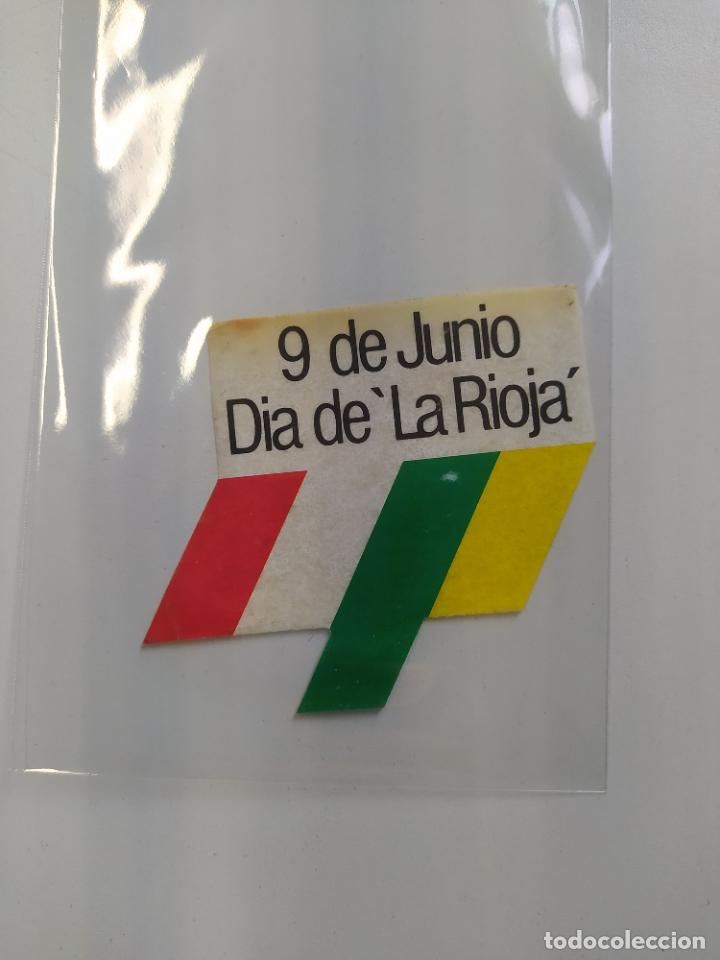 9 de Junio
Dia de `La Rioja´
todocoleccion